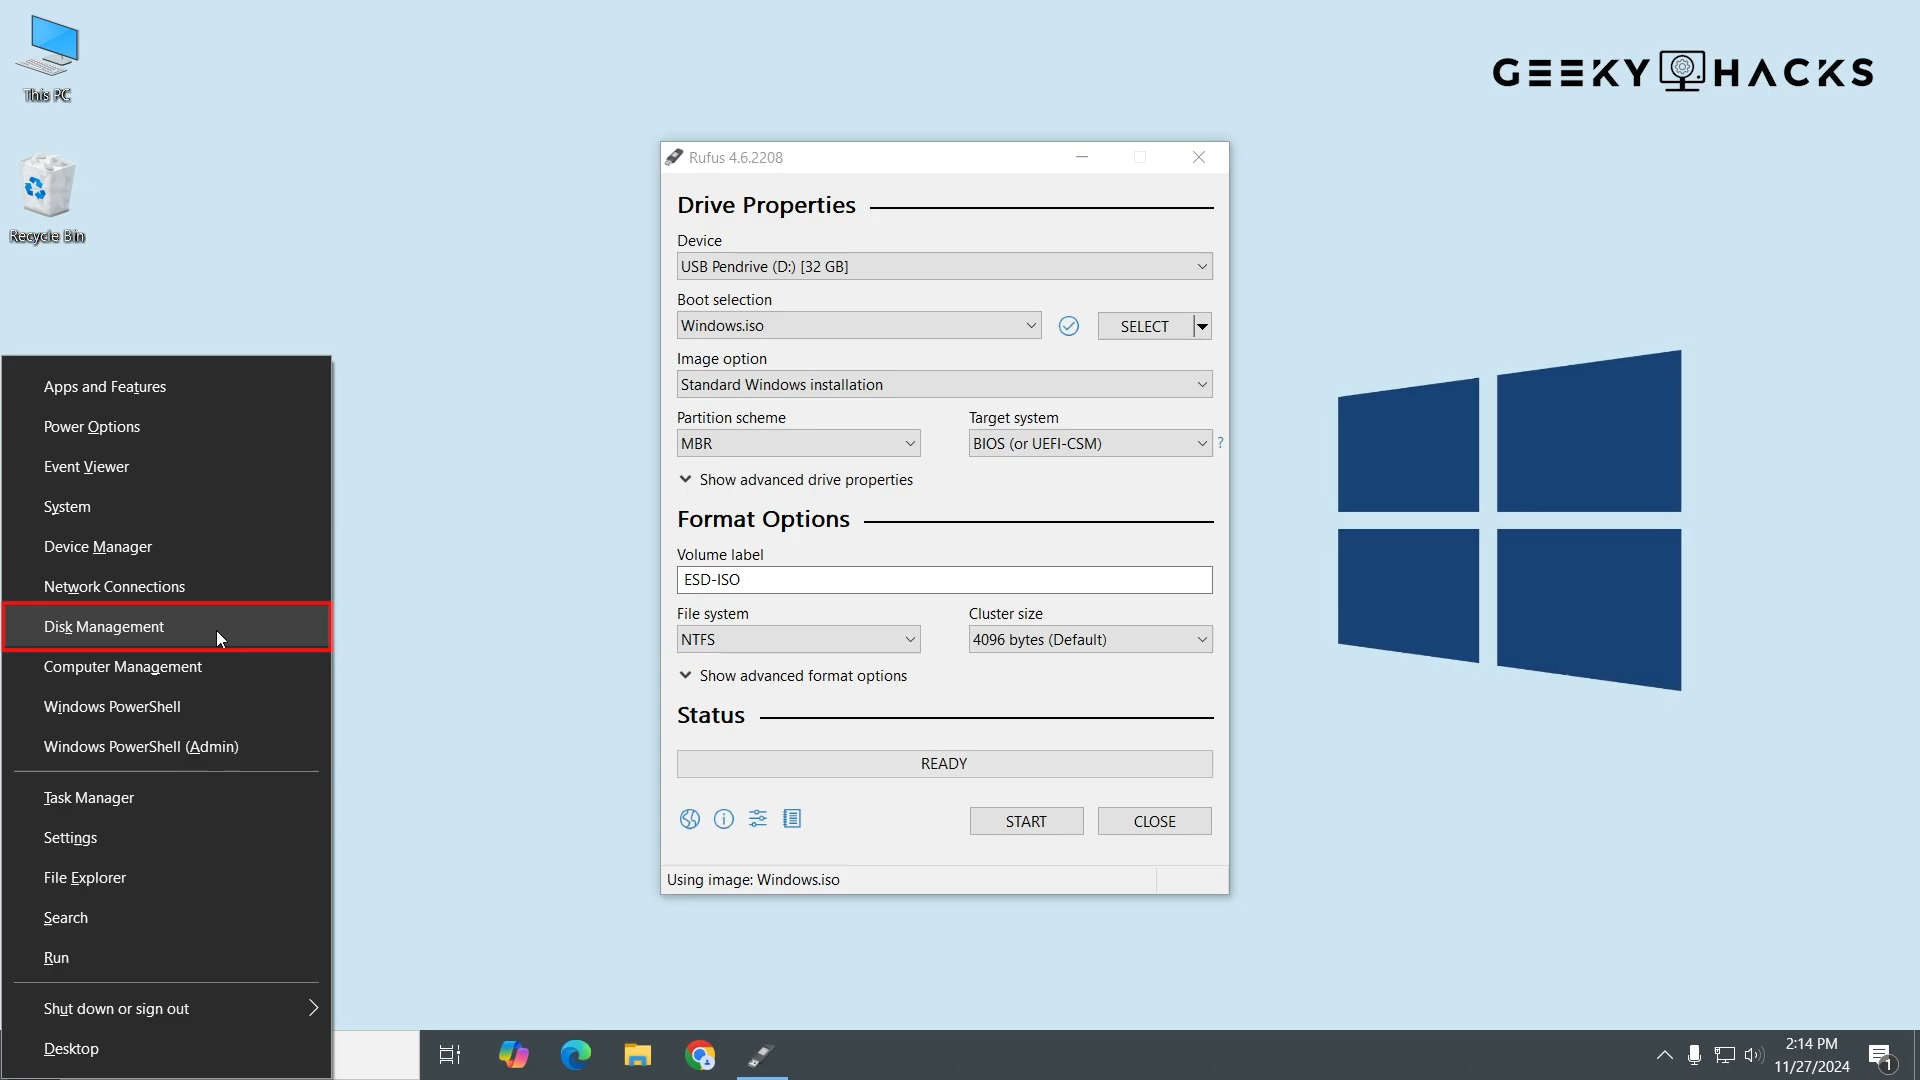 This PC
Recycle Bin
GEEKY HACKS
Rufus 4.6.2208
Drive Properties
Device
USB Pendrive (D:) [32 GB]
Boot selection
Windows.iso
SELECT
Image option
Standard Windows installation
Partition scheme
Target system
MBR
BIOS (or UEFI-CSM)
?
Show advanced drive properties
Format Options
Volume label
ESD-ISO
File system
Cluster size
NTFS
4096 bytes (Default)
Show advanced format options
Status
READY
START
CLOSE
Using image: Windows.iso
Apps and Features
Power Options
Event Viewer
System
Device Manager
Network Connections
Disk Management
Computer Management
Windows PowerShell
Windows PowerShell (Admin)
Task Manager
Settings
File Explorer
Search
Run
Shut down or sign out
Desktop
2:14 PM
11/27/2024
1